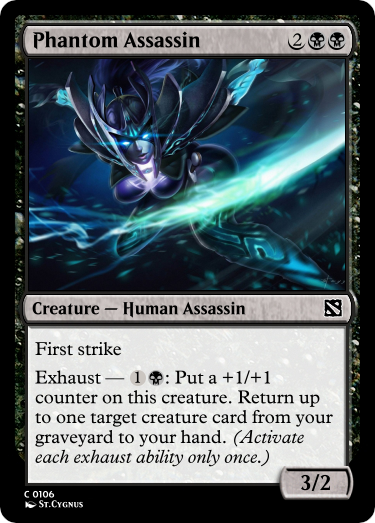 Phantom Assassin 2
Creature — Human Assassin
First strike
Exhaust — 1 : Put a +1/+1
counter on this creature. Return up
to one target creature card from your
graveyard to your hand. (Activate
each exhaust ability only once.)
3/2
C 0106
St.Cygnus